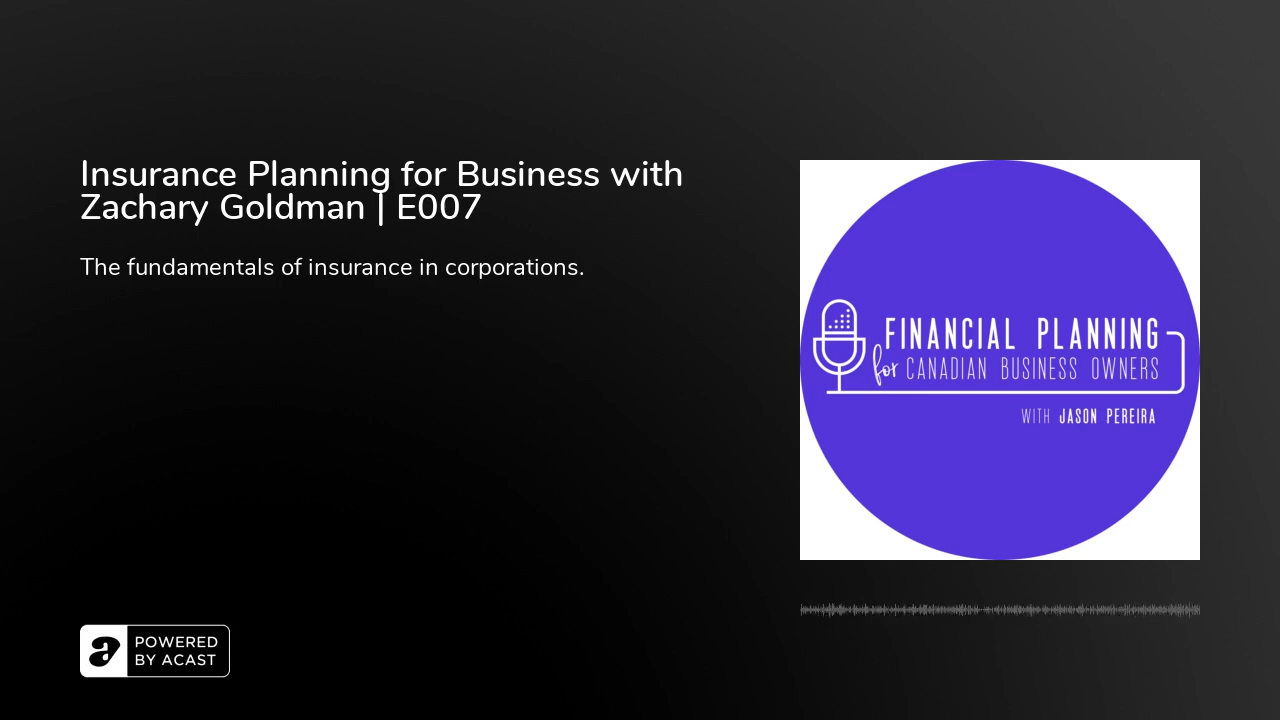 Insurance Planning for Business with
Zachary Goldman | E007
The fundamentals of insurance in corporations.
FINANCIAL PLANNING
for CANADIAN BUSINESS OWNERS
WITH JASON PEREIRA
a POWERED
BY ACAST